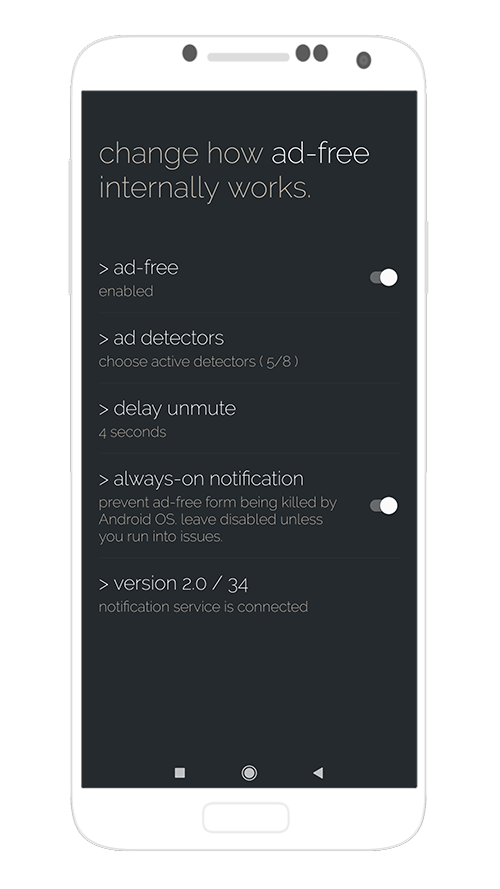 change how ad-free
internally works.
> ad-free
enabled
> ad detectors
choose active detectors ( 5/8 )
> delay unmute
4 seconds
> always-on notification
prevent ad-free form being killed by
Android OS. leave disabled unless
you run into issues.
> version 2.0 / 34
notification service is connected